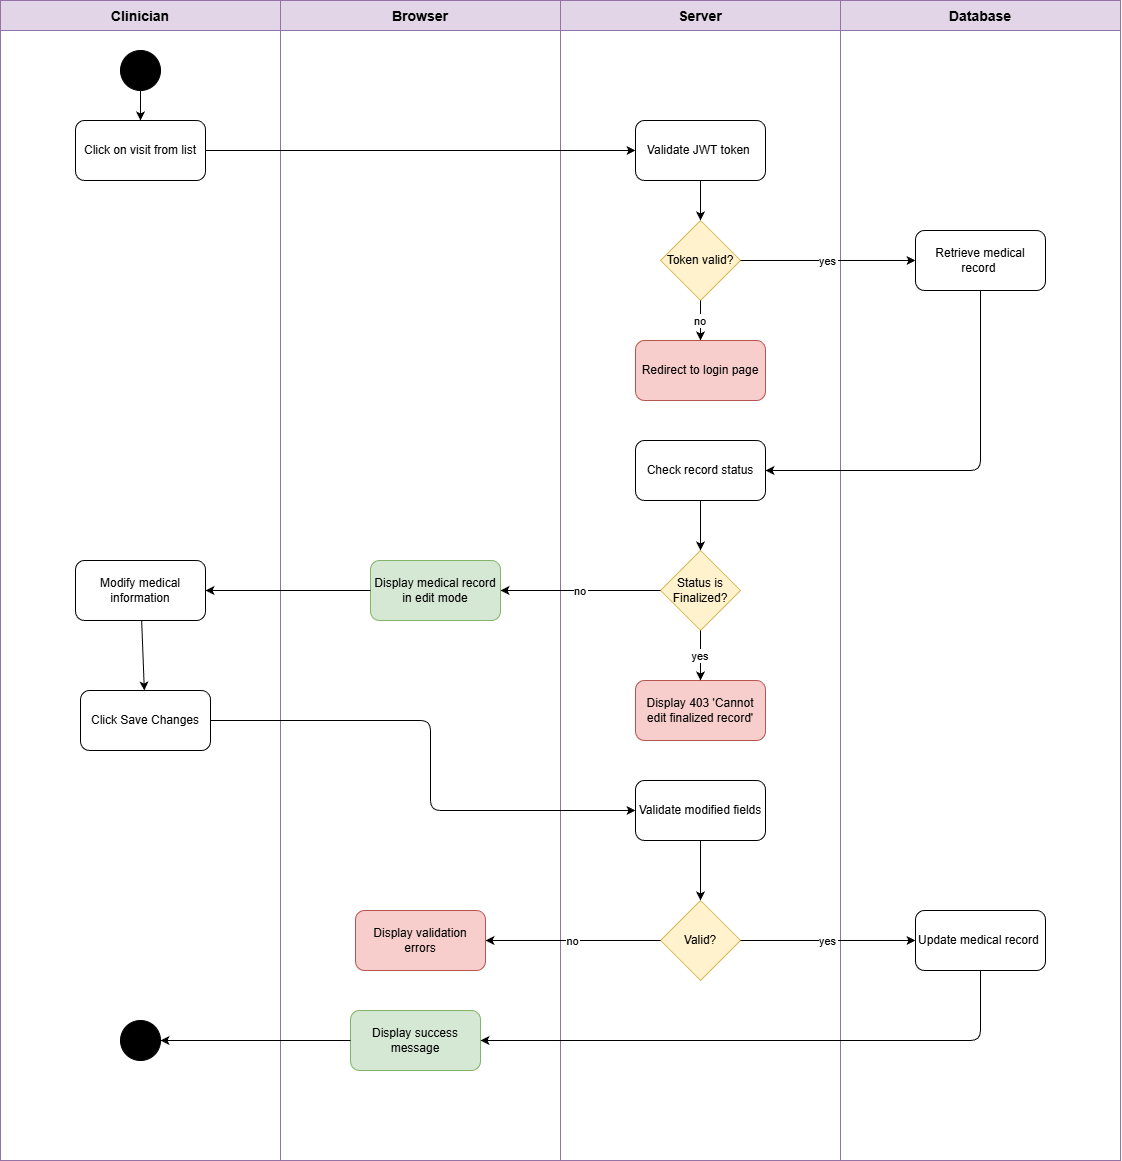 Clinician
Browser
Server
Database
Click on visit from list
Validate JWT token
Token valid?
yes
Retrieve medical
record
no
Redirect to login page
Check record status
Modify medical
information
Display medical record
in edit mode
no
Status is
Finalized?
yes
Click Save Changes
Display 403 'Cannot
edit finalized record'
Validate modified fields
Display validation
errors
no
Valid?
yes
Update medical record
Display success
message